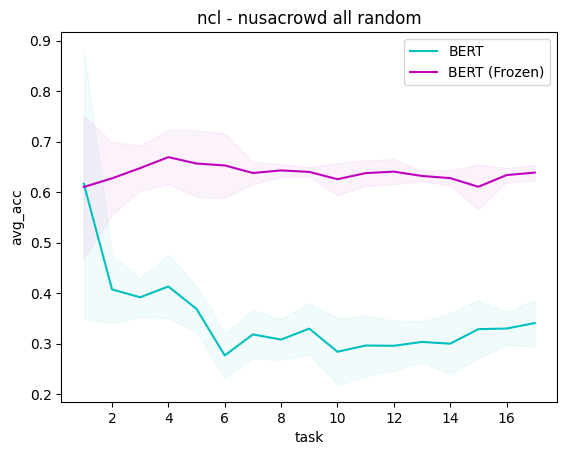 ncl - nusacrowd all random
BERT
BERT (Frozen)
avg_acc
0.9
0.8
0.7
0.6
0.5
0.4
0.3
0.2
2 4 6 8 10 12 14 16
task